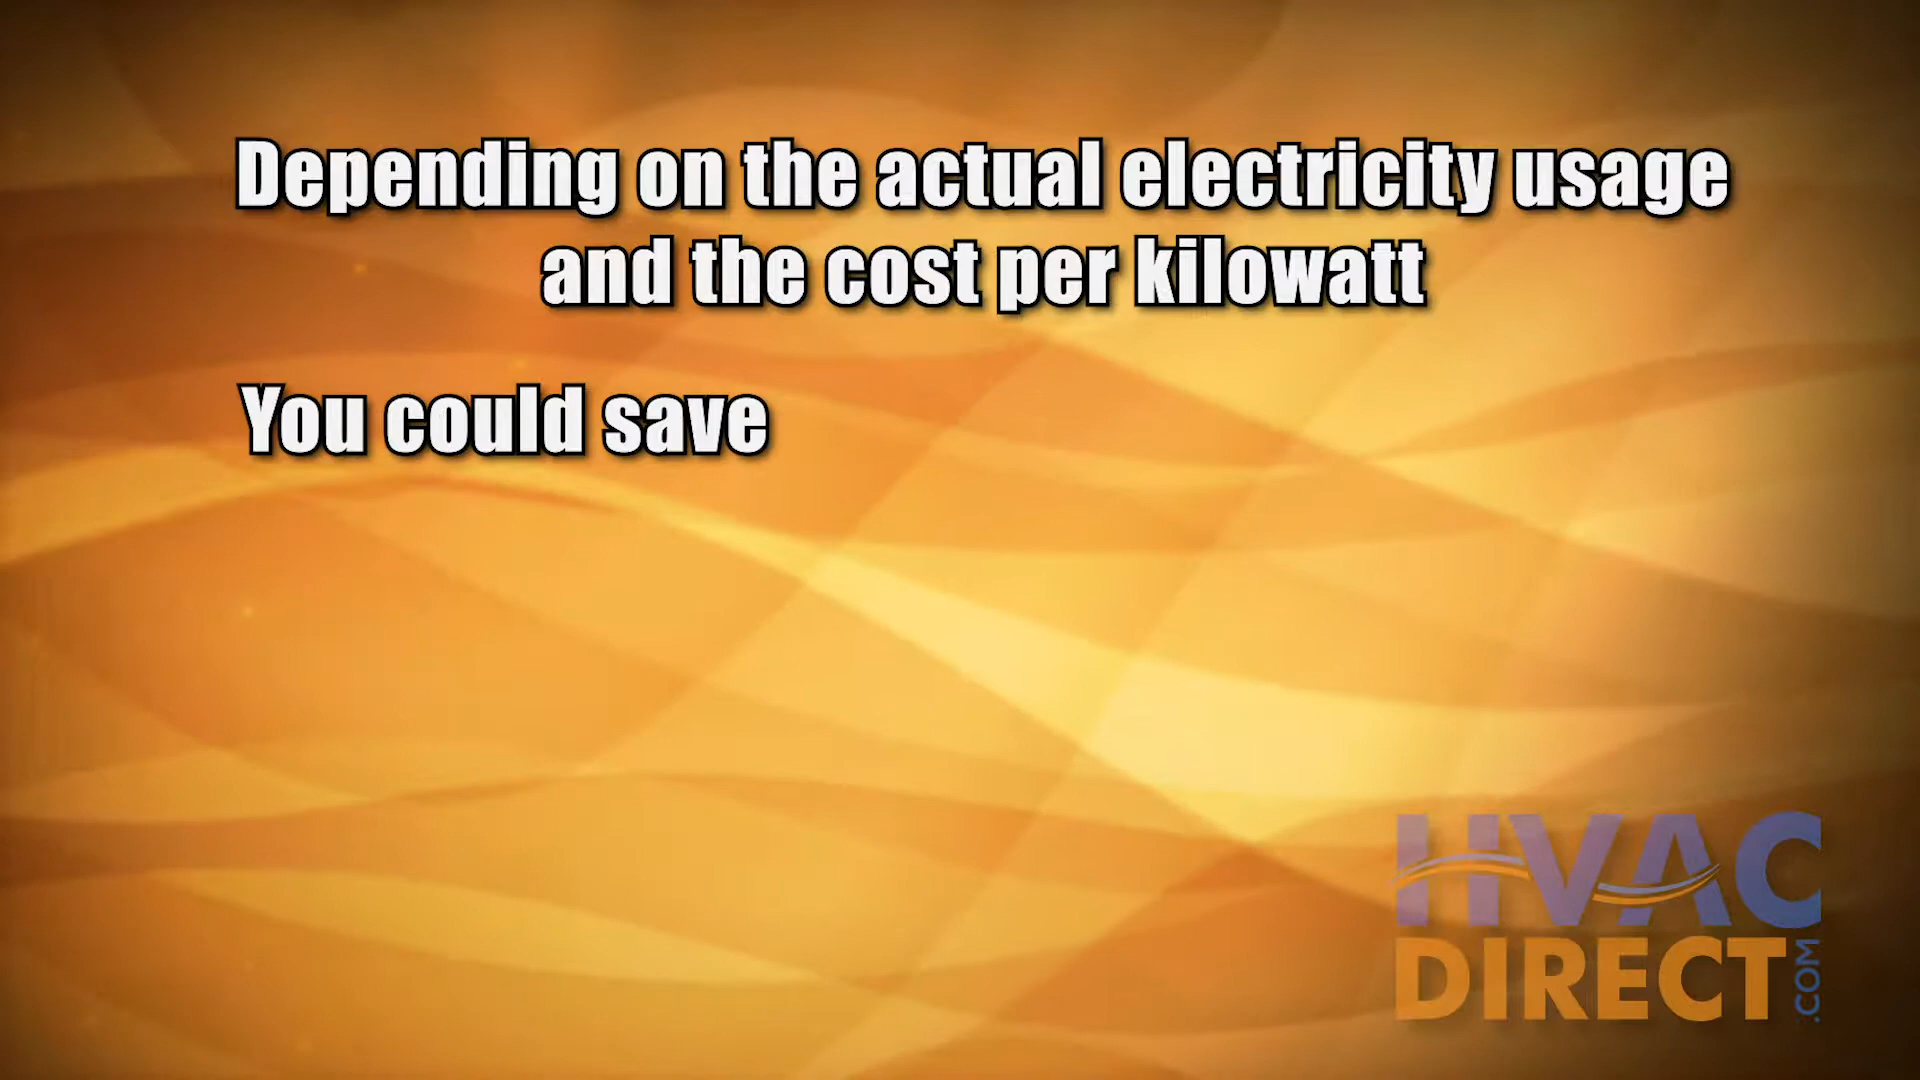 Depending on the actual electricity usage
and the cost per kilowatt
You could save
HVAC
DIRECT
.COM